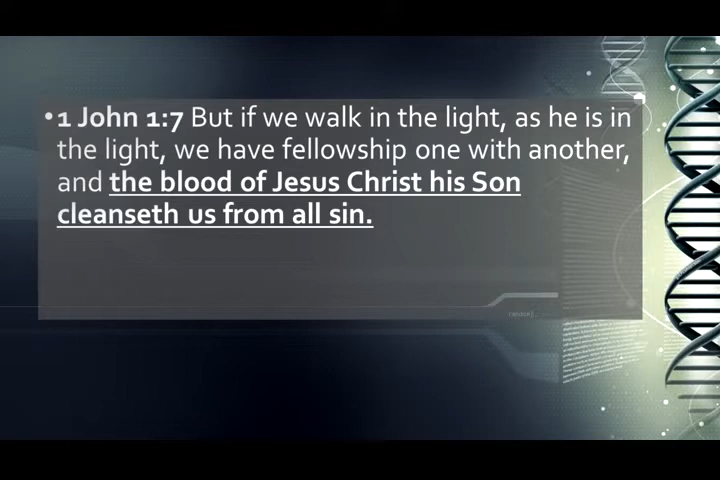 •1 John 1:7 But if we walk in the light, as he is in
the light, we have fellowship one with another,
and the blood of Jesus Christ his Son
cleanseth us from all sin.